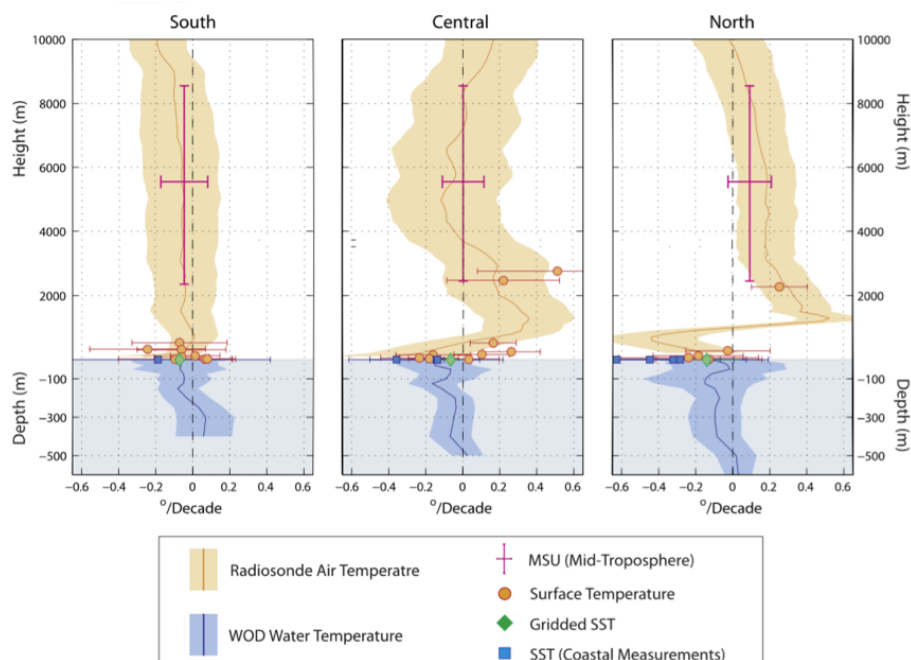 South
Central
North
10000
8000
6000
4000
2000
Height (m)
−100
−300
−500
Depth (m)
10000
8000
6000
4000
2000
Height (m)
−100
−300
−500
Depth (m)
−0.6 −0.4 −0.2 0 0.2 0.4 0.6
−0.6 −0.4 −0.2 0 0.2 0.4 0.6
−0.6 −0.4 −0.2 0 0.2 0.4 0.6
°/Decade
°/Decade
°/Decade
Radiosonde Air Temperatre
WOD Water Temperature
MSU (Mid-Troposphere)
Surface Temperature
Gridded SST
SST (Coastal Measurements)